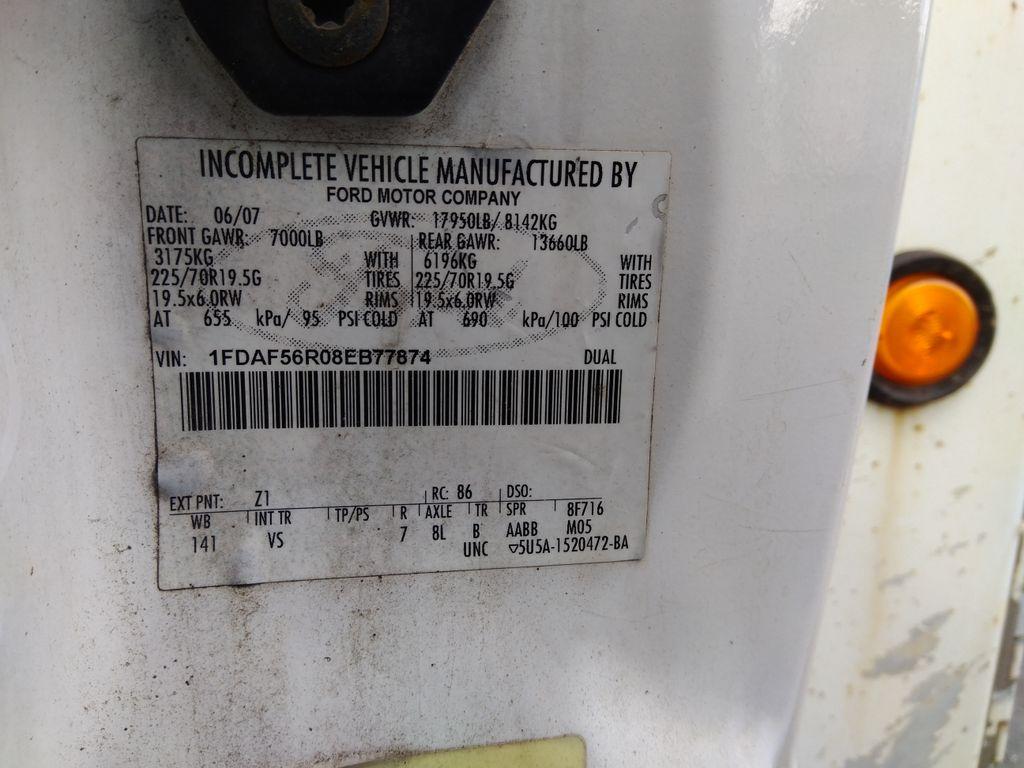 INCOMPLETE VEHICLE MANUFACTURED BY
FORD MOTOR COMPANY
DATE: 06/07 GVWR: 17950LB/ 8142KG
FRONT GAWR: 7000LB REAR GAWR: 13660LB
3175KG WITH 6196KG WITH
225/70R19.5G TIRES 225/70R19.5G TIRES
19.5x6.0RW RIMS 19.5x6.0RW RIMS
AT 655 kPa/ 95 PSI COLD AT 690 kPa/100 PSI COLD
VIN: 1FDAF56R08EB77874 DUAL
EXT PNT: Z1 RC: 86 DSO:
WB INT TR TP/PS R AXLE TR SPR 8F716
141 VS 7 8L B AABB M05
UNC 5U5A-1520472-BA